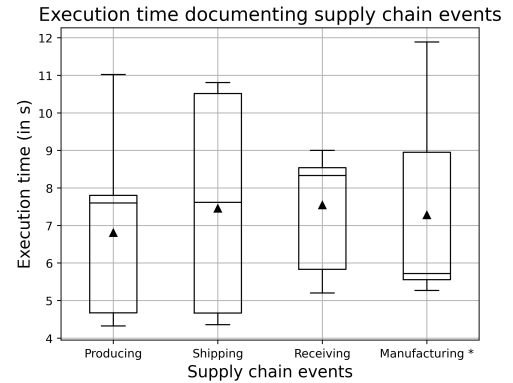 Execution time documenting supply chain events
12
11
10
9
8
7
6
5
4
Execution time (in s)
Producing
Shipping
Receiving
Manufacturing *
Supply chain events